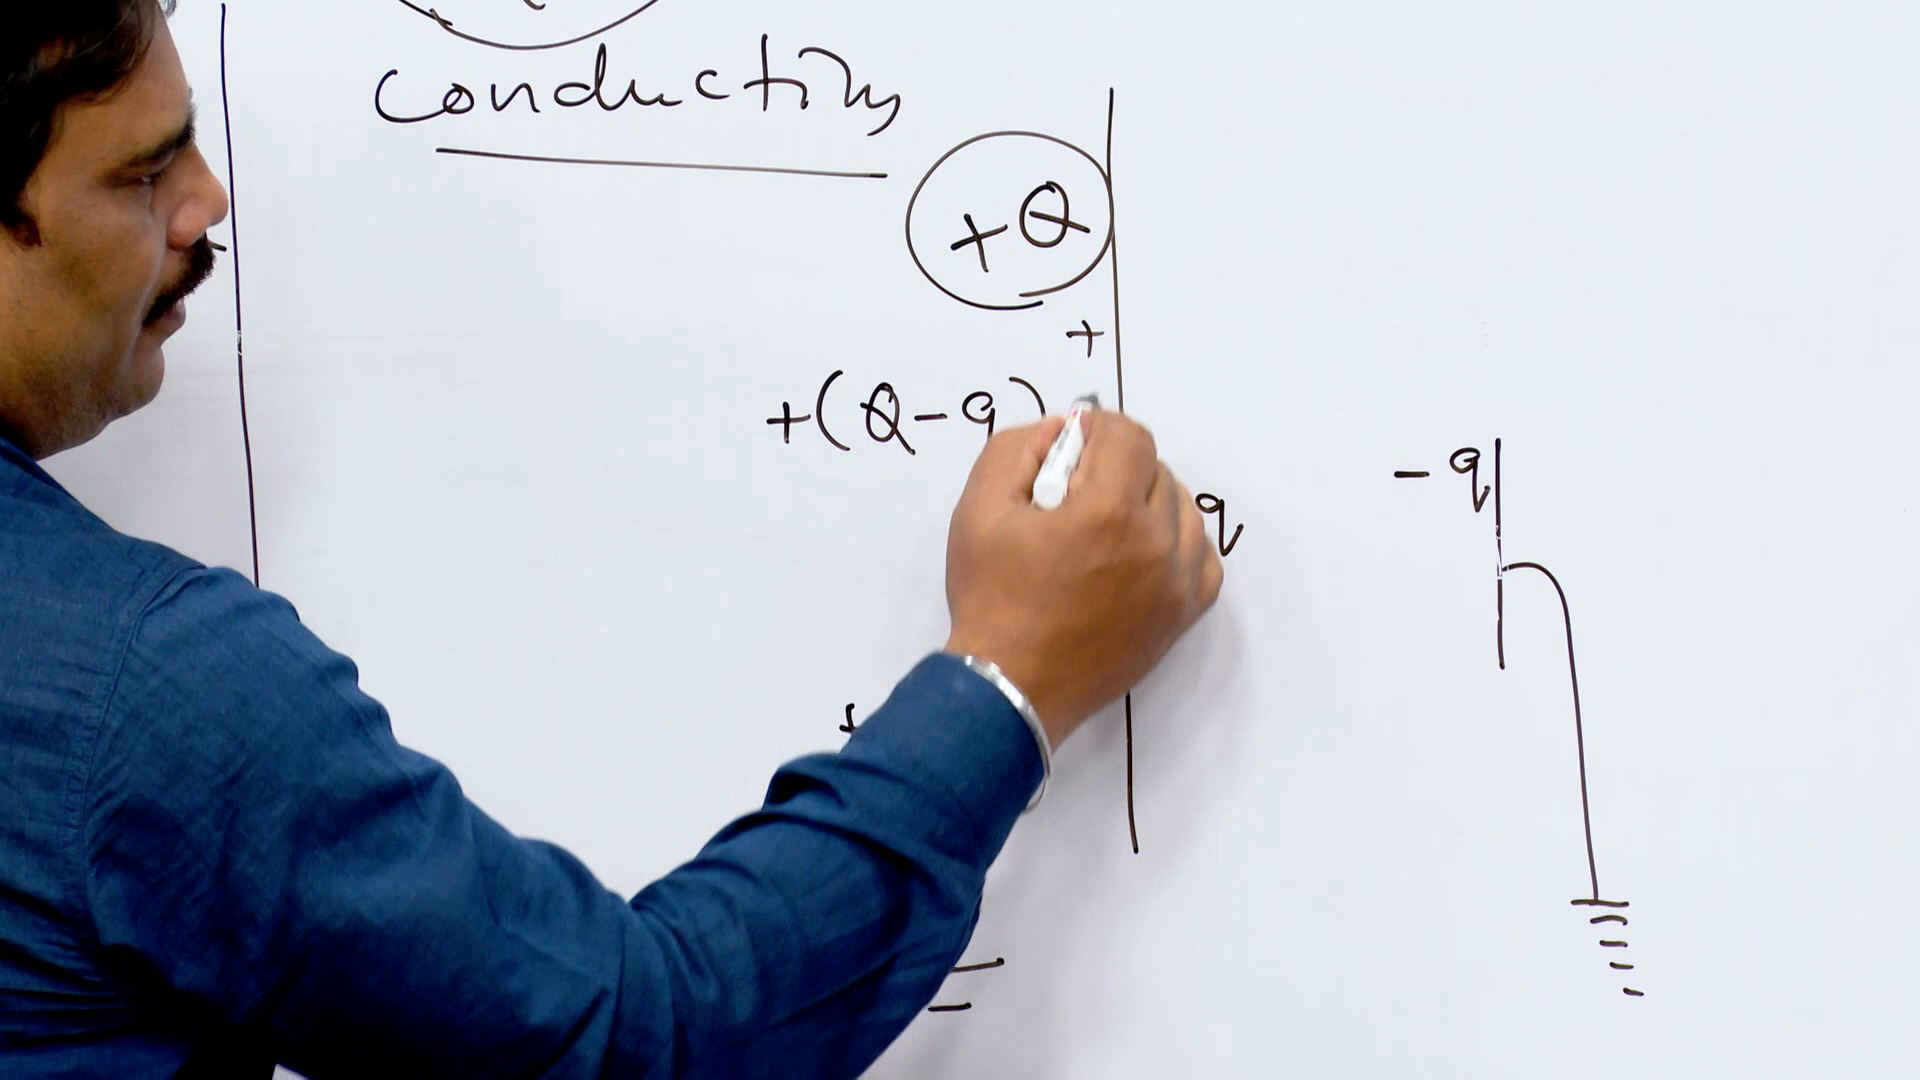 conducting
+Q
+
+(Q-q)
q
-q